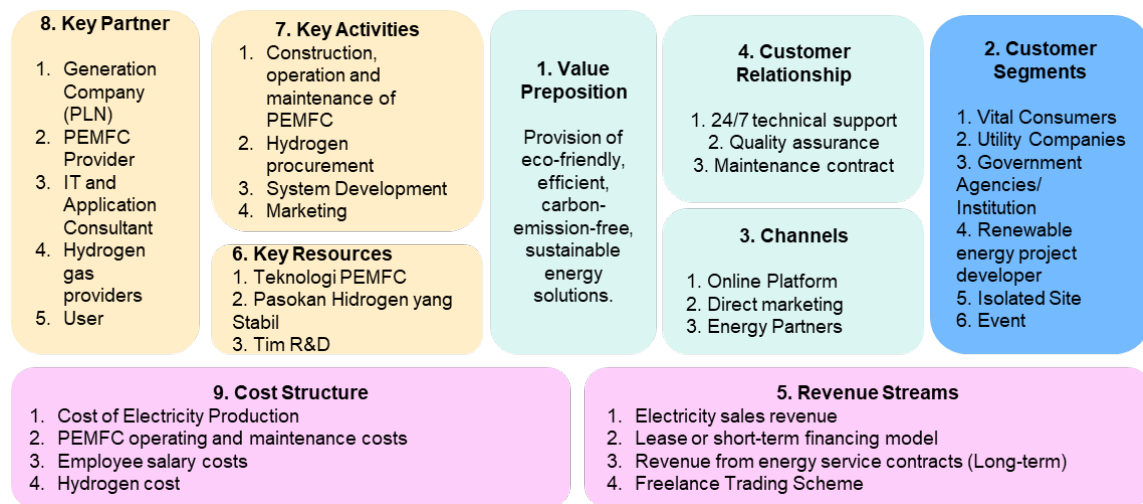 8. Key Partner
1. Generation
Company
(PLN)
2. PEMFC
Provider
3. IT and
Application
Consultant
4. Hydrogen
gas
providers
5. User
7. Key Activities
1. Construction,
operation and
maintenance of
PEMFC
2. Hydrogen
procurement
3. System Development
4. Marketing
6. Key Resources
1. Teknologi PEMFC
2. Pasokan Hidrogen yang
Stabil
3. Tim R&D
1. Value
Preposition
Provision of
eco-friendly,
efficient,
carbon-
emission-free,
sustainable
energy
solutions.
4. Customer
Relationship
1. 24/7 technical support
2. Quality assurance
3. Maintenance contract
3. Channels
1. Online Platform
2. Direct marketing
3. Energy Partners
2. Customer
Segments
1. Vital Consumers
2. Utility Companies
3. Government
Agencies/
Institution
4. Renewable
energy project
developer
5. Isolated Site
6. Event
9. Cost Structure
1. Cost of Electricity Production
2. PEMFC operating and maintenance costs
3. Employee salary costs
4. Hydrogen cost
5. Revenue Streams
1. Electricity sales revenue
2. Lease or short-term financing model
3. Revenue from energy service contracts (Long-term)
4. Freelance Trading Scheme